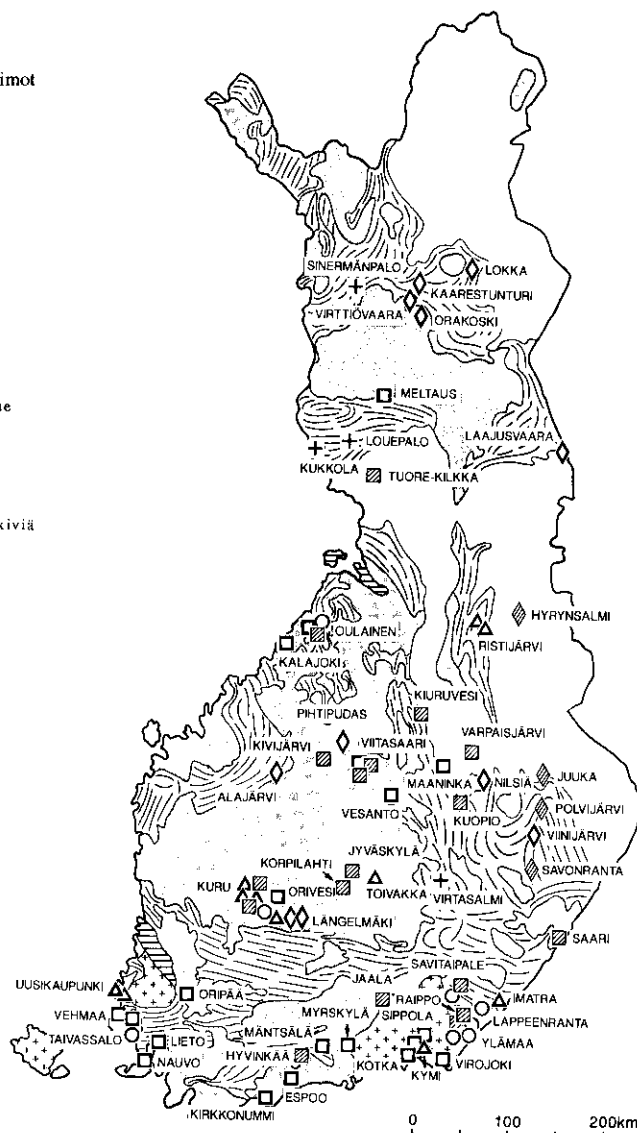 imot
SINERMÄNPALO
LOKKA
KAARESTUNTURI
VIRTTIOVAARA
ORAKOSKI
MELTAUS
LOUEPALO
LAAJUSVAARA
KUKKOLA
TUORE-KILKKA
kiviä
HYRYNSALMI
OULAINEN
RISTIJÄRVI
KALAJOKI
KIURUVESI
PIHTIPUDAS
VARPAISJÄRVI
KIVIJÄRVI
VIITASAARI
JUUKA
MAANINKA
NILSIÄ
ALAJÄRVI
POLVIJÄRVI
VESANTO
KUOPIO
VIINIJÄRVI
JYVÄSKYLÄ
KORPILAHTI
SAVONRANTA
KURU
ORIVESI
TOIVAKKA
VIRTASALMI
LÄNGELMÄKI
SAARI
SAVITAIPALE
JAALA
UUSIKAUPUNKI
ORIPÄÄ
MYRSKYLÄ
RAIPPO
IMATRA
VEHMAA
MÄNTSÄLÄ
SIPPOLA
LAPPEENRANTA
TAIVASSALO
LIETO
YLÄMAA
HYVINKÄÄ
NAUVO
KOTKA
VIROJOKI
KYMI
ESPOO
KIRKKONUMMI
0 100 200km